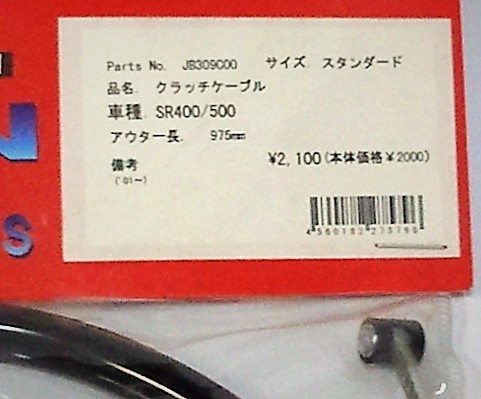 Parts No. JB309C00 サイズ. スタンダード
品名. クラッチケーブル
車種. SR400/500
アウター長. 975mm
備考
('01~)
¥2,100(本体価格¥2000)
N
S